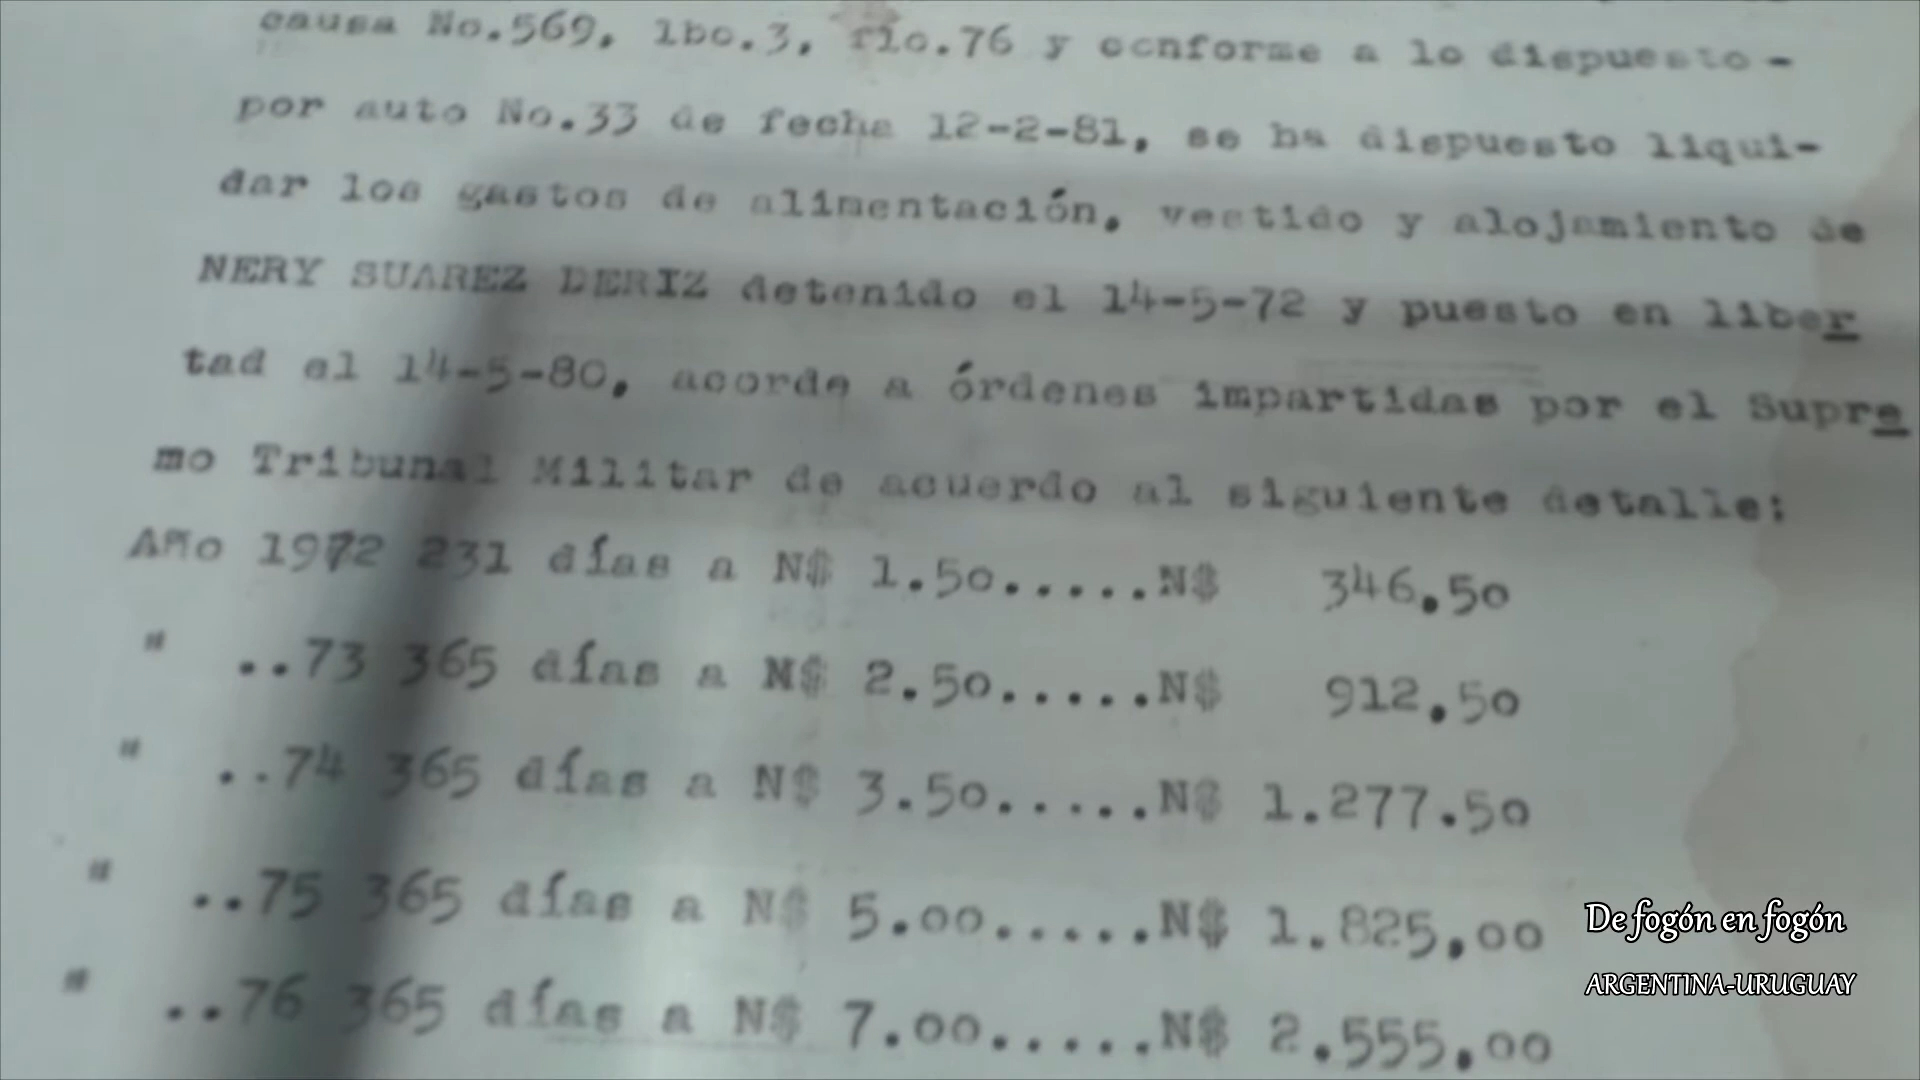 causa No.569, lbo.3, flo.76 y conforme a lo dispuesto-
por auto No.33 de fecha 12-2-81, se ha dispuesto liqui-
dar los gastos de alimentación, vestido y alojamiento de
NERY SUAREZ DERIZ detenido el 14-5-72 y puesto en liber
tad el 14-5-80, acorde a órdenes impartidas por el Supre
mo Tribunal Militar de acuerdo al siguiente detalle:
Año 1972 231 días a N$ 1.50.....N$ 346.50
" ..73 365 días a N$ 2.50.....N$ 912.50
" ..74 365 días a N$ 3.50.....N$ 1.277.50
" ..75 365 días a N$ 5.00.....N$ 1.825,00
" ..76 365 días a N$ 7.00.....N$ 2.555,00
De fogón en fogón
ARGENTINA-URUGUAY